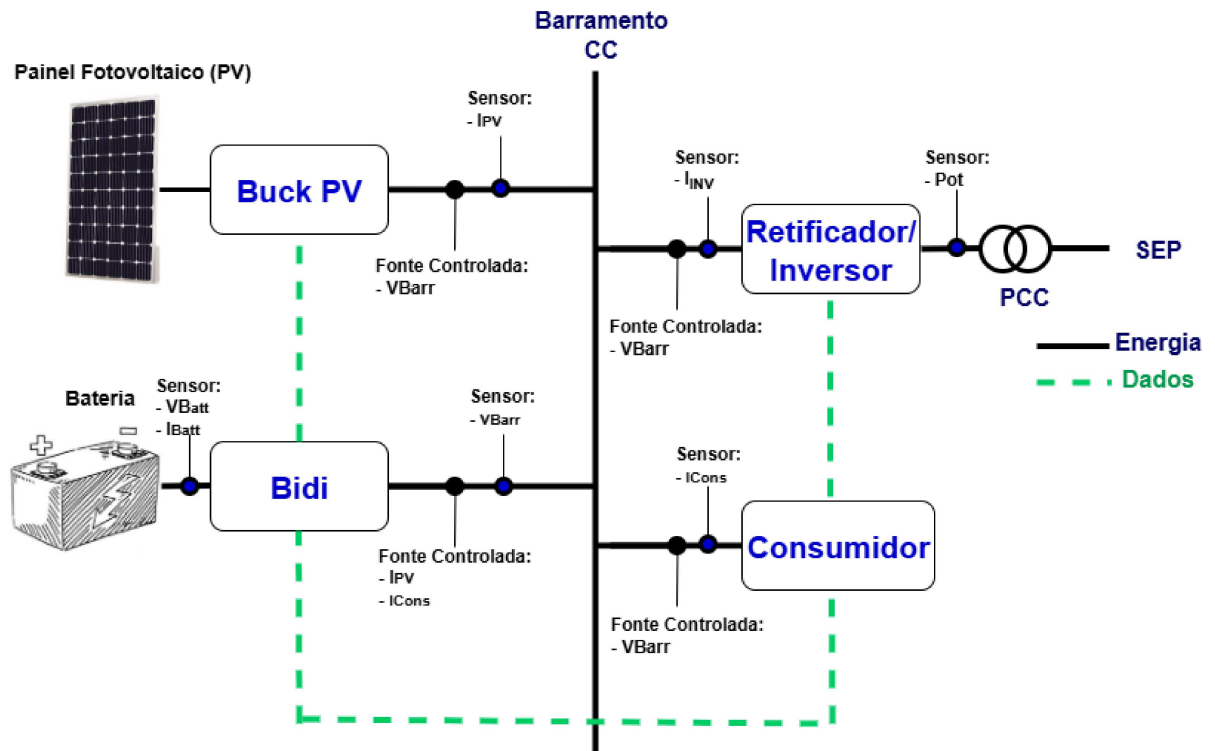 Barramento
CC
Painel Fotovoltaico (PV)
Sensor:
- IPV
Buck PV
Fonte Controlada:
- VBarr
Sensor:
- IINV
Sensor:
- Pot
Retificador/
Inversor
PCC
SEP
Fonte Controlada:
- VBarr
Energia
Dados
Bateria
Sensor:
- VBatt
- IBatt
+
-
Bidi
Sensor:
- VBarr
Fonte Controlada:
- IPV
- ICons
Sensor:
- ICons
Consumidor
Fonte Controlada:
- VBarr